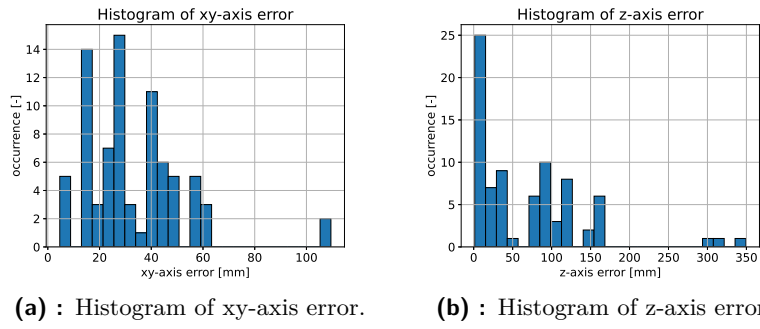 Histogram of xy-axis error
14
12
10
8
6
4
2
0
occurrence [-]
0 20 40 60 80 100
xy-axis error [mm]
(a) : Histogram of xy-axis error.
Histogram of z-axis error
25
20
15
10
5
0
occurrence [-]
0 50 100 150 200 250 300 350
z-axis error [mm]
(b) : Histogram of z-axis error